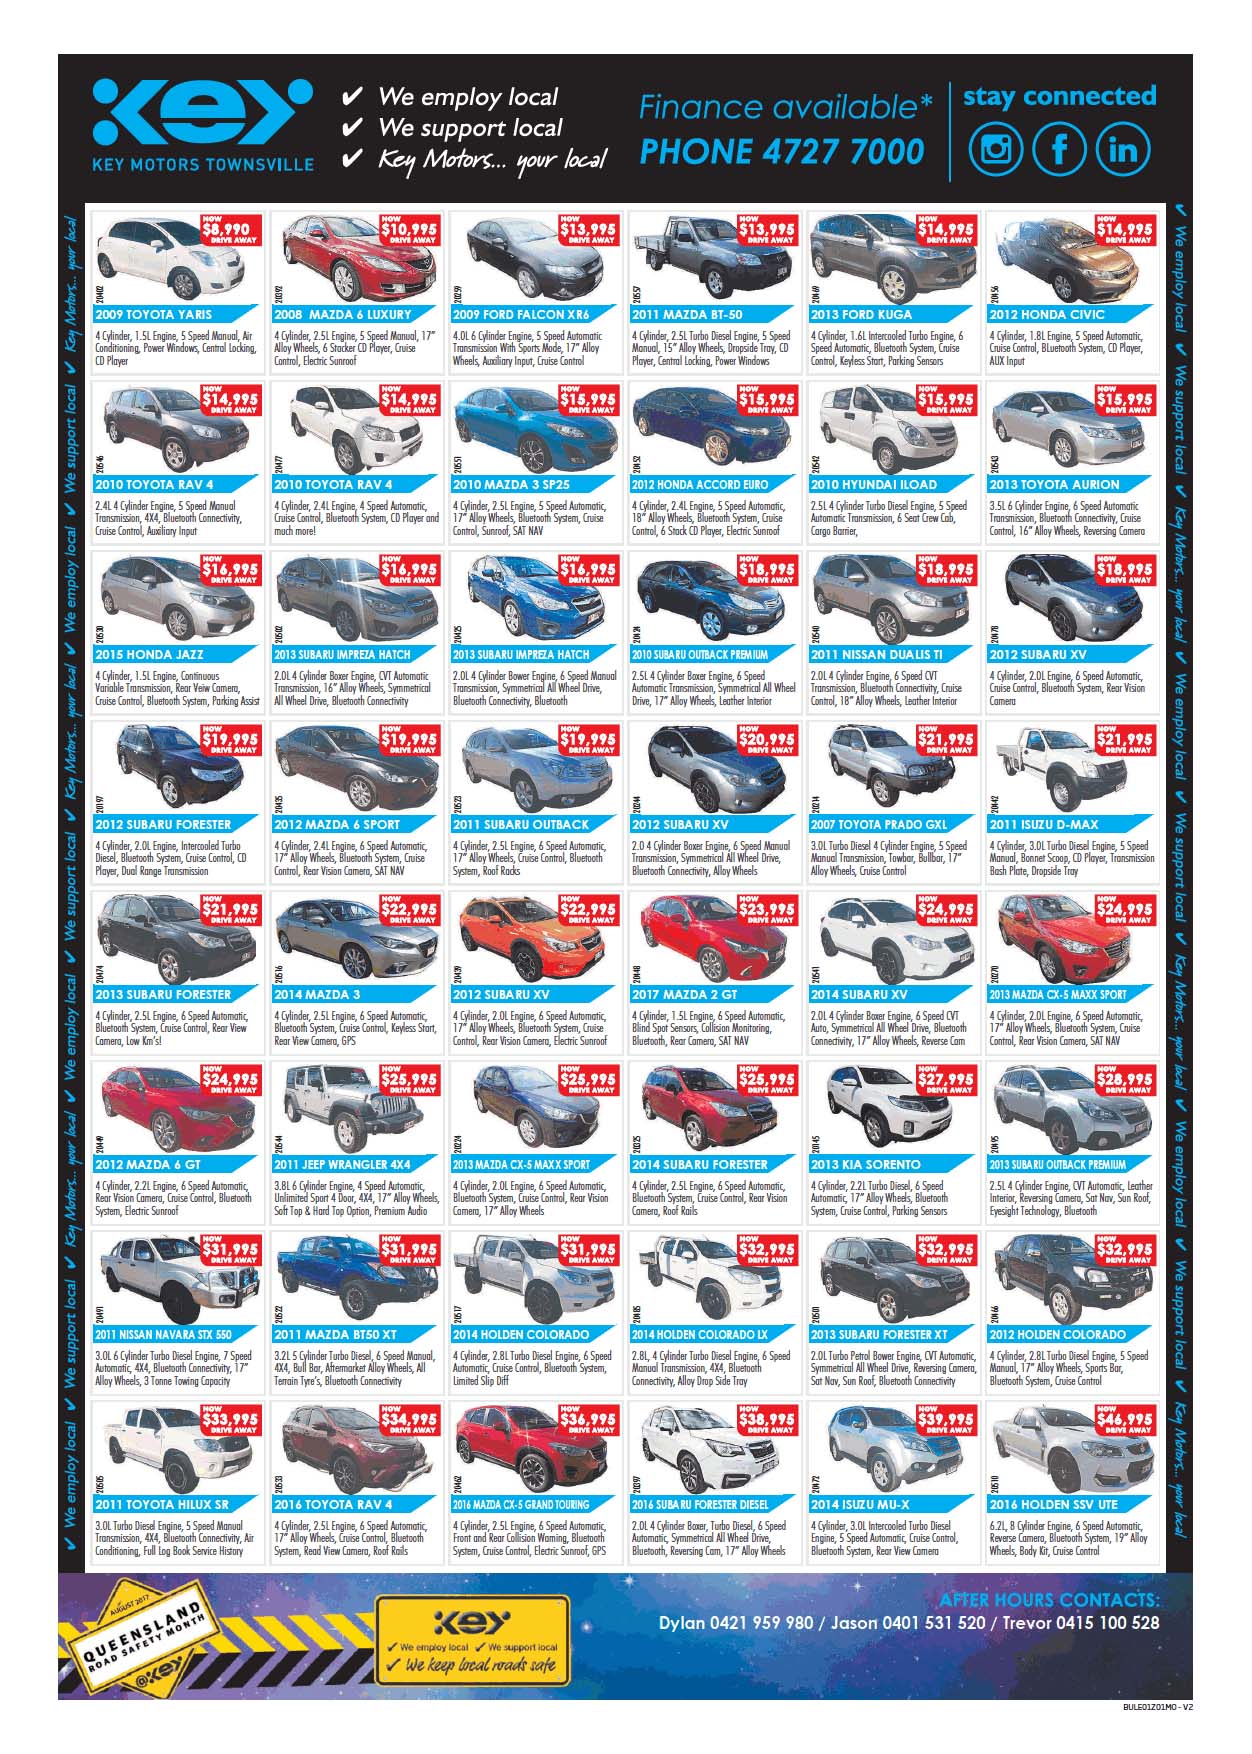 key
KEY MOTORS TOWNSVILLE
✔ We employ local
✔ We support local
✔ Key Motors... your local
Finance available*
PHONE 4727 7000
stay connected
f in
✔ We employ local ✔ We support local ✔ Key Motors... your local ✔ We employ local ✔ We support local ✔ Key Motors... your local ✔ We employ local ✔ We support local ✔ Key Motors... your local
NOW
$8,990
DRIVE AWAY
20402
2009 TOYOTA YARIS
4 Cylinder, 1.5L Engine, 5 Speed Manual, Air
Conditioning, Power Windows, Central Locking,
CD Player
NOW
$10,995
DRIVE AWAY
20392
2008 MAZDA 6 LUXURY
4 Cylinder, 2.5L Engine, 5 Speed Manual, 17"
Alloy Wheels, 6 Stacker CD Player, Cruise
Control, Electric Sunroof
NOW
$13,995
DRIVE AWAY
20259
2009 FORD FALCON XR6
4.0L 6 Cylinder Engine, 5 Speed Automatic
Transmission With Sports Mode, 17" Alloy
Wheels, Auxiliary Input, Cruise Control
NOW
$13,995
DRIVE AWAY
20557
2011 MAZDA BT-50
4 Cylinder, 2.5L Turbo Diesel Engine, 5 Speed
Manual, 15" Alloy Wheels, Dropside Tray, CD
Player, Central Locking, Power Windows
NOW
$14,995
DRIVE AWAY
20469
2013 FORD KUGA
4 Cylinder, 1.6L Intercooled Turbo Engine, 6
Speed Automatic, Bluetooth System, Cruise
Control, Keyless Start, Parking Sensors
NOW
$14,995
DRIVE AWAY
20456
2012 HONDA CIVIC
4 Cylinder, 1.8L Engine, 5 Speed Automatic,
Cruise Control, BLuetooth System, CD Player,
AUX Input
NOW
$14,995
DRIVE AWAY
20546
2010 TOYOTA RAV 4
2.4L 4 Cylinder Engine, 5 Speed Manual
Transmission, 4X4, Bluetooth Connectivity,
Cruise Control, Auxiliary Input
NOW
$14,995
DRIVE AWAY
20477
2010 TOYOTA RAV 4
4 Cylinder, 2.4L Engine, 4 Speed Automatic,
Cruise Control, Bluetooth System, CD Player and
much more!
NOW
$15,995
DRIVE AWAY
20551
2010 MAZDA 3 SP25
4 Cylinder, 2.5L Engine, 5 Speed Automatic,
17" Alloy Wheels, Bluetooth System, Cruise
Control, Sunroof, SAT NAV
NOW
$15,995
DRIVE AWAY
20452
2012 HONDA ACCORD EURO
4 Cylinder, 2.4L Engine, 5 Speed Automatic,
18" Alloy Wheels, Bluetooth System, Cruise
Control, 6 Stack CD Player, Electric Sunroof
NOW
$15,995
DRIVE AWAY
20542
2010 HYUNDAI ILOAD
2.5L 4 Cylinder Turbo Diesel Engine, 5 Speed
Automatic Transmission, 6 Seat Crew Cab,
Cargo Barrier,
NOW
$15,995
DRIVE AWAY
20543
2013 TOYOTA AURION
3.5L 6 Cylinder Engine, 6 Speed Automatic
Transmission, Bluetooth Connectivity, Cruise
Control, 16" Alloy Wheels, Reversing Camera
NOW
$16,995
DRIVE AWAY
20530
2015 HONDA JAZZ
4 Cylinder, 1.5L Engine, Continuous
Variable Transmission, Rear Veiw Camera,
Cruise Control, Bluetooth System, Parking Assist
NOW
$16,995
DRIVE AWAY
20502
2013 SUBARU IMPREZA HATCH
2.0L 4 Cylinder Boxer Engine, CVT Automatic
Transmission, 16" Alloy Wheels, Symmetrical
All Wheel Drive, Bluetooth Connectivity
NOW
$16,995
DRIVE AWAY
20425
2013 SUBARU IMPREZA HATCH
2.0L 4 Cylinder Bower Engine, 6 Speed Manual
Transmission, Symmetrical All Wheel Drive,
Bluetooth Connectivity, Bluetooth
NOW
$18,995
DRIVE AWAY
20424
2010 SUBARU OUTBACK PREMIUM
2.5L 4 Cylinder Boxer Engine, 6 Speed
Automatic Transmission, Symmetrical All Wheel
Drive, 17" Alloy Wheels, Leather Interior
NOW
$18,995
DRIVE AWAY
20540
2011 NISSAN DUALIS TI
2.0L 4 Cylinder Engine, 6 Speed CVT
Transmission, Bluetooth Connectivity, Cruise
Control, 18" Alloy Wheels, Leather Interior
NOW
$18,995
DRIVE AWAY
20478
2012 SUBARU XV
4 Cylinder, 2.0L Engine, 6 Speed Automatic,
Cruise Control, Bluetooth System, Rear Vision
Camera
NOW
$19,995
DRIVE AWAY
20197
2012 SUBARU FORESTER
4 Cylinder, 2.0L Engine, Intercooled Turbo
Diesel, Bluetooth System, Cruise Control, CD
Player, Dual Range Transmission
NOW
$19,995
DRIVE AWAY
20435
2012 MAZDA 6 SPORT
4 Cylinder, 2.4L Engine, 6 Speed Automatic,
17" Alloy Wheels, Bluetooth System, Cruise
Control, Rear Vision Camera, SAT NAV
NOW
$19,995
DRIVE AWAY
20523
2011 SUBARU OUTBACK
4 Cylinder, 2.5L Engine, 6 Speed Automatic,
17" Alloy Wheels, Cruise Control, Bluetooth
System, Roof Racks
NOW
$20,995
DRIVE AWAY
20244
2012 SUBARU XV
2.0 4 Cylinder Boxer Engine, 6 Speed Manual
Transmission, Symmetrical All Wheel Drive,
Bluetooth Connectivity, Alloy Wheels
NOW
$21,995
DRIVE AWAY
20214
2007 TOYOTA PRADO GXL
3.0L Turbo Diesel 4 Cylinder Engine, 5 Speed
Manual Transmission, Towbar, Bullbar, 17"
Alloy Wheels, Cruise Control
NOW
$21,995
DRIVE AWAY
20442
2011 ISUZU D-MAX
4 Cylinder, 3.0L Turbo Diesel Engine, 5 Speed
Manual, Bonnet Scoop, CD Player, Transmission
Bash Plate, Dropside Tray
NOW
$21,995
DRIVE AWAY
20474
2013 SUBARU FORESTER
4 Cylinder, 2.5L Engine, 6 Speed Automatic,
Bluetooth System, Cruise Control, Rear View
Camera, Low Km's!
NOW
$22,995
DRIVE AWAY
20516
2014 MAZDA 3
4 Cylinder, 2.5L Engine, 6 Speed Automatic,
Bluetooth System, Cruise Control, Keyless Start,
Rear View Camera, GPS
NOW
$22,995
DRIVE AWAY
20439
2012 SUBARU XV
4 Cylinder, 2.0L Engine, 6 Speed Automatic,
17" Alloy Wheels, Bluetooth System, Cruise
Control, Rear Vision Camera, Electric Sunroof
NOW
$23,995
DRIVE AWAY
20148
2017 MAZDA 2 GT
4 Cylinder, 1.5L Engine, 6 Speed Automatic,
Blind Spot Sensors, Collision Monitoring,
Bluetooth, Rear Camera, SAT NAV
NOW
$24,995
DRIVE AWAY
20541
2014 SUBARU XV
2.0L 4 Cylinder Boxer Engine, 6 Speed CVT
Auto, Symmetrical All Wheel Drive, Bluetooth
Connectivity, 17" Alloy Wheels, Reverse Cam
NOW
$24,995
DRIVE AWAY
20270
2013 MAZDA CX-5 MAXX SPORT
4 Cylinder, 2.0L Engine, 6 Speed Automatic,
17" Alloy Wheels, Bluetooth System, Cruise
Control, Rear Vision Camera, SAT NAV
NOW
$24,995
DRIVE AWAY
20449
2012 MAZDA 6 GT
4 Cylinder, 2.2L Engine, 6 Speed Automatic,
Rear Vision Camera, Cruise Control, Bluetooth
System, Electric Sunroof
NOW
$25,995
DRIVE AWAY
20544
2011 JEEP WRANGLER 4X4
3.8L 6 Cylinder Engine, 4 Speed Automatic,
Unlimited Sport 4 Door, 4X4, 17" Alloy Wheels,
Soft Top & Hard Top Option, Premium Audio
NOW
$25,995
DRIVE AWAY
20224
2013 MAZDA CX-5 MAXX SPORT
4 Cylinder, 2.0L Engine, 6 Speed Automatic,
Bluetooth System, Cruise Control, Rear Vision
Camera, 17" Alloy Wheels
NOW
$25,995
DRIVE AWAY
20325
2014 SUBARU FORESTER
4 Cylinder, 2.5L Engine, 6 Speed Automatic,
Bluetooth System, Cruise Control, Rear Vision
Camera, Roof Rails
NOW
$27,995
DRIVE AWAY
20145
2013 KIA SORENTO
4 Cylinder, 2.2L Turbo Diesel, 6 Speed
Automatic, 17" Alloy Wheels, Bluetooth
System, Cruise Control, Parking Sensors
NOW
$28,995
DRIVE AWAY
20495
2013 SUBARU OUTBACK PREMIUM
2.5L 4 Cylinder Engine, CVT Automatic, Leather
Interior, Reversing Camera, Sat Nav, Sun Roof,
Eyesight Technology, Bluetooth
NOW
$31,995
DRIVE AWAY
20491
2011 NISSAN NAVARA STX 550
3.0L 6 Cylinder Turbo Diesel Engine, 7 Speed
Automatic, 4X4, Bluetooth Connectivity, 17"
Alloy Wheels, 3 Tonne Towing Capacity
NOW
$31,995
DRIVE AWAY
20522
2011 MAZDA BT50 XT
3.2L 5 Cylinder Turbo Diesel, 6 Speed Manual,
4X4, Bull Bar, Aftermarket Alloy Wheels, All
Terrain Tyre's, Bluetooth Connectivity
NOW
$31,995
DRIVE AWAY
20517
2014 HOLDEN COLORADO
4 Cylinder, 2.8L Turbo Diesel Engine, 6 Speed
Automatic, Cruise Control, Bluetooth System,
Limited Slip Diff
NOW
$32,995
DRIVE AWAY
20485
2014 HOLDEN COLORADO LX
2.8L, 4 Cylinder Turbo Diesel Engine, 6 Speed
Manual Transmission, 4X4, Bluetooth
Connectivity, Alloy Drop Side Tray
NOW
$32,995
DRIVE AWAY
20501
2013 SUBARU FORESTER XT
2.0L Turbo Petrol Bower Engine, CVT Automatic,
Symmetrical All Wheel Drive, Reversing Camera,
Sat Nav, Sun Roof, Bluetooth Connectivity
NOW
$32,995
DRIVE AWAY
20466
2012 HOLDEN COLORADO
4 Cylinder, 2.8L Turbo Diesel Engine, 5 Speed
Manual, 17" Alloy Wheels, Sports Bar,
Bluetooth System, Cruise Control
NOW
$33,995
DRIVE AWAY
20505
2011 TOYOTA HILUX SR
3.0L Turbo Diesel Engine, 5 Speed Manual
Transmission, 4X4, Bluetooth Connectivity, Air
Conditioning, Full Log Book Service History
NOW
$34,995
DRIVE AWAY
20533
2016 TOYOTA RAV 4
4 Cylinder, 2.5L Engine, 6 Speed Automatic,
17" Alloy Wheels, Cruise Control, Bluetooth
System, Read View Camera, Roof Rails
NOW
$36,995
DRIVE AWAY
20462
2016 MAZDA CX-5 GRAND TOURING
4 Cylinder, 2.5L Engine, 6 Speed Automatic,
Front and Rear Collision Warning, Bluetooth
System, Cruise Control, Electric Sunroof, GPS
NOW
$38,995
DRIVE AWAY
20397
2016 SUBARU FORESTER DIESEL
2.0L 4 Cylinder Boxer, Turbo Diesel, 6 Speed
Automatic, Symmetrical All Wheel Drive,
Bluetooth, Reversing Cam, 17" Alloy Wheels
NOW
$39,995
DRIVE AWAY
20472
2014 ISUZU MU-X
4 Cylinder, 3.0L Intercooled Turbo Diesel
Engine, 5 Speed Automatic, Cruise Control,
Bluetooth System, Rear View Camera
NOW
$46,995
DRIVE AWAY
20510
2016 HOLDEN SSV UTE
6.2L, 8 Cylinder Engine, 6 Speed Automatic,
Reverse Camera, Bluetooth System, 19" Alloy
Wheels, Body Kit, Cruise Control
✔ We employ local ✔ We support local ✔ Key Motors... your local ✔ We employ local ✔ We support local ✔ Key Motors... your local ✔ We employ local ✔ We support local ✔ Key Motors... your local
AUGUST 2017
QUEENSLAND
ROAD SAFETY MONTH
@key
key
✔ We employ local ✔ We support local
✔ We keep local roads safe
AFTER HOURS CONTACTS:
Dylan 0421 959 980 / Jason 0401 531 520 / Trevor 0415 100 528
BULE01Z01MO - V2